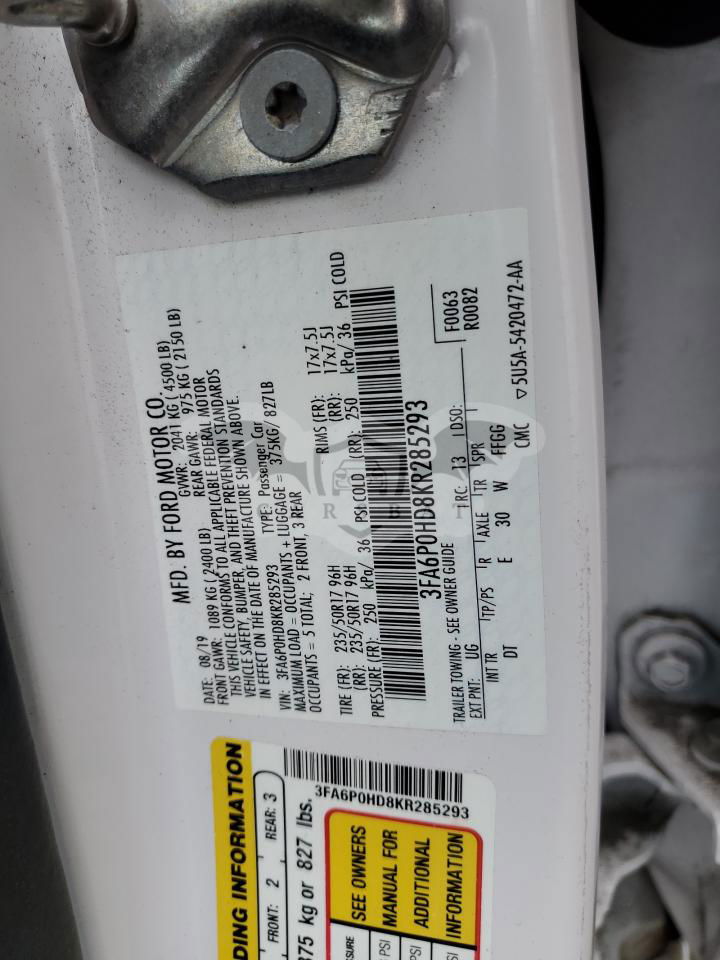 MFD. BY FORD MOTOR CO.
DATE: 08/19 GVWR: 2041 KG ( 4500 LB)
FRONT GAWR: 1089 KG ( 2400 LB) REAR GAWR: 975 KG ( 2150 LB)
THIS VEHICLE CONFORMS TO ALL APPLICABLE FEDERAL MOTOR
VEHICLE SAFETY, BUMPER, AND THEFT PREVENTION STANDARDS
IN EFFECT ON THE DATE OF MANUFACTURE SHOWN ABOVE.
VIN: 3FA6P0HD8KR285293 TYPE: Passenger Car
MAXIMUM LOAD = OCCUPANTS + LUGGAGE = 375KG/ 827LB
OCCUPANTS = 5 TOTAL; 2 FRONT, 3 REAR
TIRE (FR): 235/50R17 96H RIMS (FR): 17x7.5J
(RR): 235/50R17 96H (RR): 17x7.5J
PRESSURE (FR): 250 kPa/ 36 PSI COLD (RR): 250 kPa/ 36 PSI COLD
3FA6P0HD8KR285293
TRAILER TOWING - SEE OWNER GUIDE
EXT PNT: UG RC: 13 DSO: F0063
R0082
INT TR TP/PS R AXLE TR SPR
DT E 30 W FFGG
CMC ▽5U5A-5420472-AA
DING INFORMATION
FRONT: 2 REAR: 3
375 kg or 827 lbs.
3FA6P0HD8KR285293
SEE OWNERS
MANUAL FOR
ADDITIONAL
INFORMATION
PSI
PSI